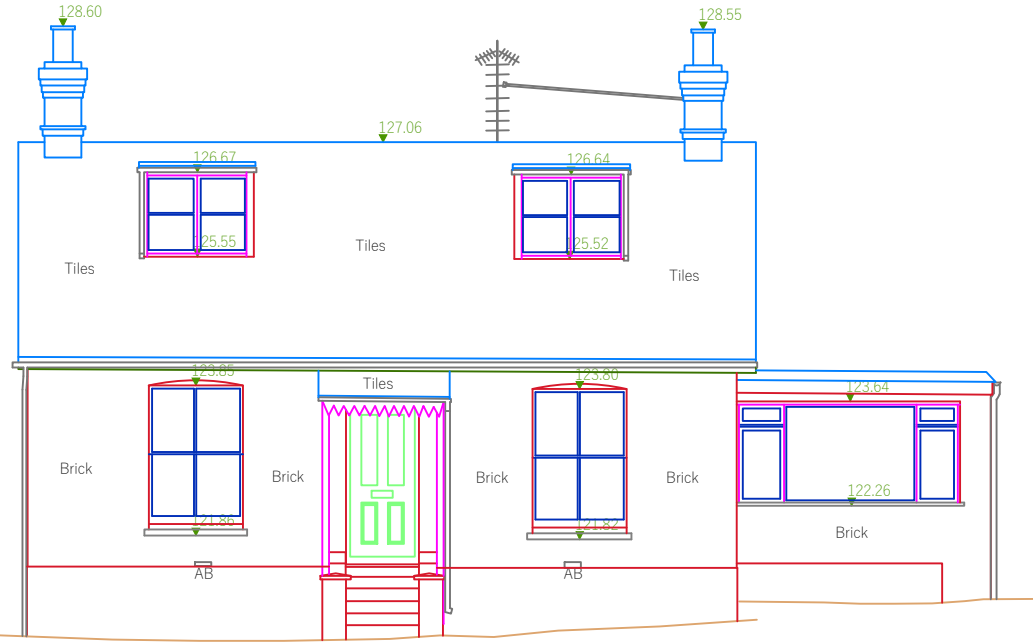 128.60
128.55
127.06
126.67
126.64
125.55
125.52
Tiles
Tiles
Tiles
123.85
Tiles
123.80
123.64
Brick
Brick
Brick
Brick
122.26
121.86
121.82
Brick
AB
AB